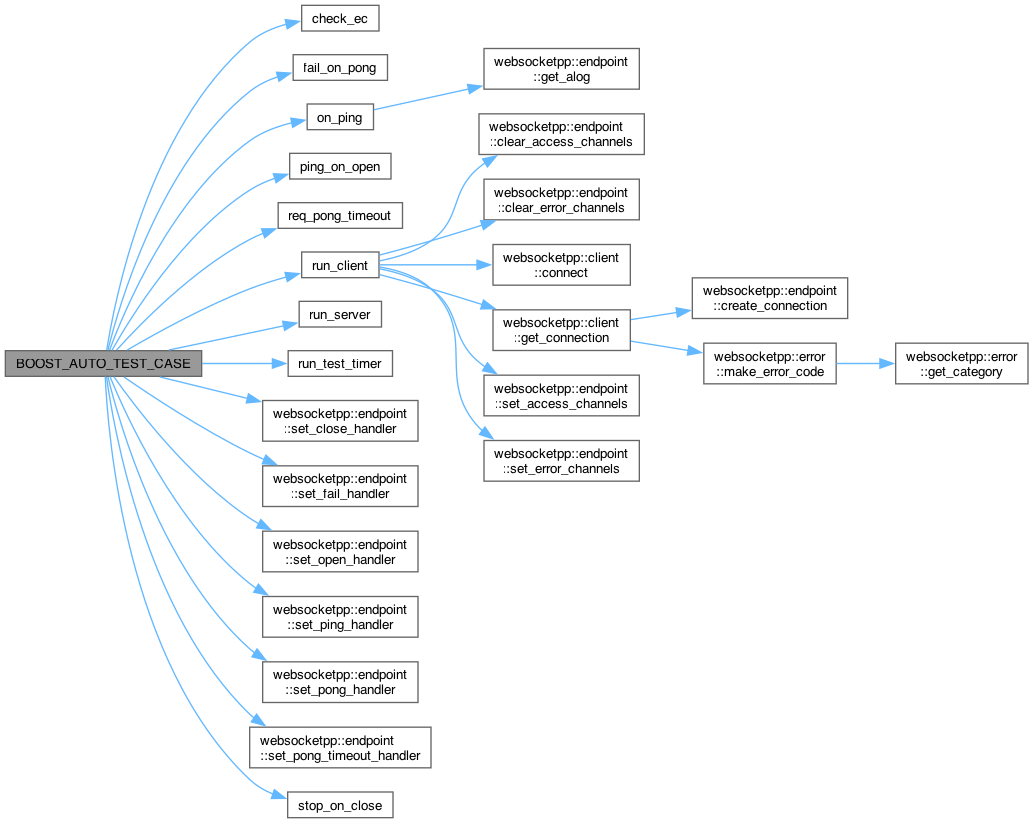 BOOST_AUTO_TEST_CASE
check_ec
fail_on_pong
on_ping
ping_on_open
req_pong_timeout
run_client
run_server
run_test_timer
websocketpp::endpoint
::set_close_handler
websocketpp::endpoint
::set_fail_handler
websocketpp::endpoint
::set_open_handler
websocketpp::endpoint
::set_ping_handler
websocketpp::endpoint
::set_pong_handler
websocketpp::endpoint
::set_pong_timeout_handler
stop_on_close
websocketpp::endpoint
::get_alog
websocketpp::endpoint
::clear_access_channels
websocketpp::endpoint
::clear_error_channels
websocketpp::client
::connect
websocketpp::client
::get_connection
websocketpp::endpoint
::set_access_channels
websocketpp::endpoint
::set_error_channels
websocketpp::endpoint
::create_connection
websocketpp::error
::make_error_code
websocketpp::error
::get_category